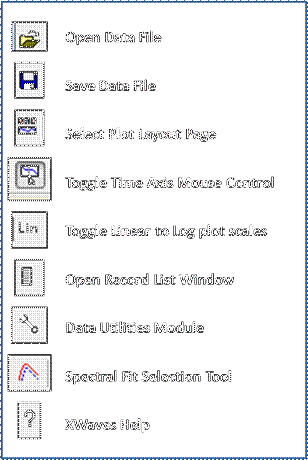 Open Data File
Save Data File
Select Plot Layout Page
Toggle Time Axis Mouse Control
Lin
Toggle Linear to Log plot scales
Open Record List Window
Data Utilities Module
Spectral Fit Selection Tool
?
XWaves Help